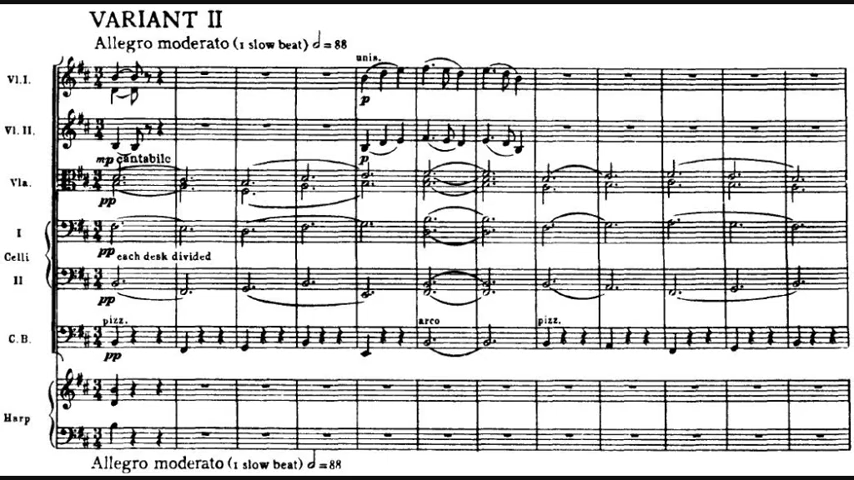 VARIANT II
Allegro moderato (1 slow beat) 𝅗𝅥 = 88
unis.
Vl.I.
p
Vl. II.
p
mp cantabile
Vla.
pp
I
pp each desk divided
Celli
II
pp
pizz.
arco
pizz.
C.B.
pp
Harp
Allegro moderato (1 slow beat) 𝅗𝅥 = 88